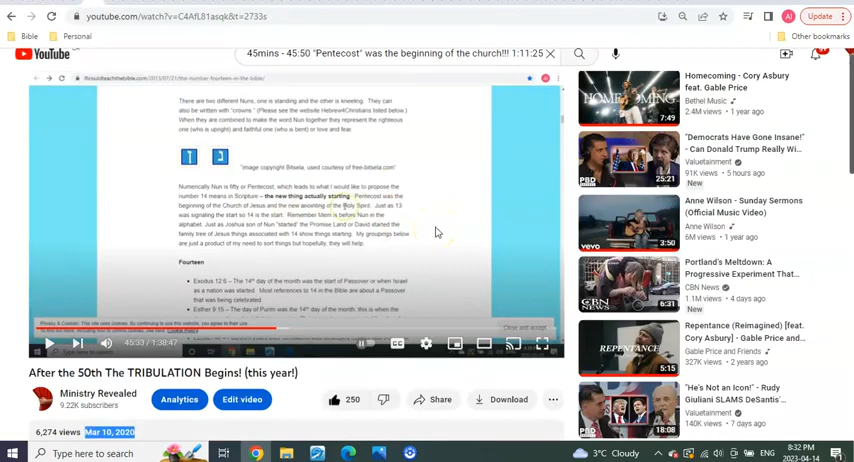 youtube.com/watch?v=C4AfL81asqk&t=2733s
Update
Bible
Personal
Other bookmarks
YouTube
45mins - 45:50 "Pentecost" was the beginning of the church!!! 1:11:25
There are two different Nuns, one is standing and the other is kneeling. They can
also be written with "crowns." (Please see the website Hebrew4Christians listed below.)
When they are combined to make the word Nun together they represent the righteous
one (who is upright) and faithful one (who is bent) or love and fear.
"image copyright Bitsela, used courtesy of free-bitsela.com"
Numerically Nun is fifty or Pentecost, which leads to what I would like to propose the
number 14 means in Scripture – the new thing actually starting. Pentecost was the
beginning of the Church of Jesus and the new anointing of the Holy Spirit. Just as 13
was signaling the start so 14 is the start. Remember Mem is before Nun in the
alphabet. Just as Joshua son of Nun "started" the Promise Land or David started the
family tree of Jesus things associated with 14 show things starting. My groupings below
are just a product of my need to sort things but hopefully, they will help.
Fourteen
Exodus 12:6 – The 14th day of the month was the start of Passover or when Israel
as a nation was started. Most references to 14 in the Bible are about a Passover
that was being celebrated.
Esther 9:15 – The day of Purim was the 14th day of the month; this is when the
Close and accept
45:33 / 1:38:47
After the 50th The TRIBULATION Begins! (this year!)
Ministry Revealed
9.22K subscribers
Analytics
Edit video
250
Share
Download
6,274 views Mar 10, 2020
Homecoming - Cory Asbury
feat. Gable Price
Bethel Music
2.4M views • 1 year ago
HOMECOMING
7:49
"Democrats Have Gone Insane!"
- Can Donald Trump Really Wi...
Valuetainment
91K views • 5 hours ago
New
PBD
25:21
Anne Wilson - Sunday Sermons
(Official Music Video)
Anne Wilson
6M views • 1 year ago
vevo
3:50
Portland's Meltdown: A
Progressive Experiment That...
CBN News
1.1M views • 4 days ago
New
CBN NEWS
6:31
Repentance (Reimagined) [feat.
Cory Asbury] - Gable Price and...
Gable Price and Friends
327K views • 2 years ago
REPENTANCE
5:15
"He's Not an Icon!" - Rudy
Giuliani SLAMS DeSantis'...
Valuetainment
140K views • 7 days ago
PBD
18:08
Type here to search
3°C Cloudy
ENG
8:32 PM
2023-04-14